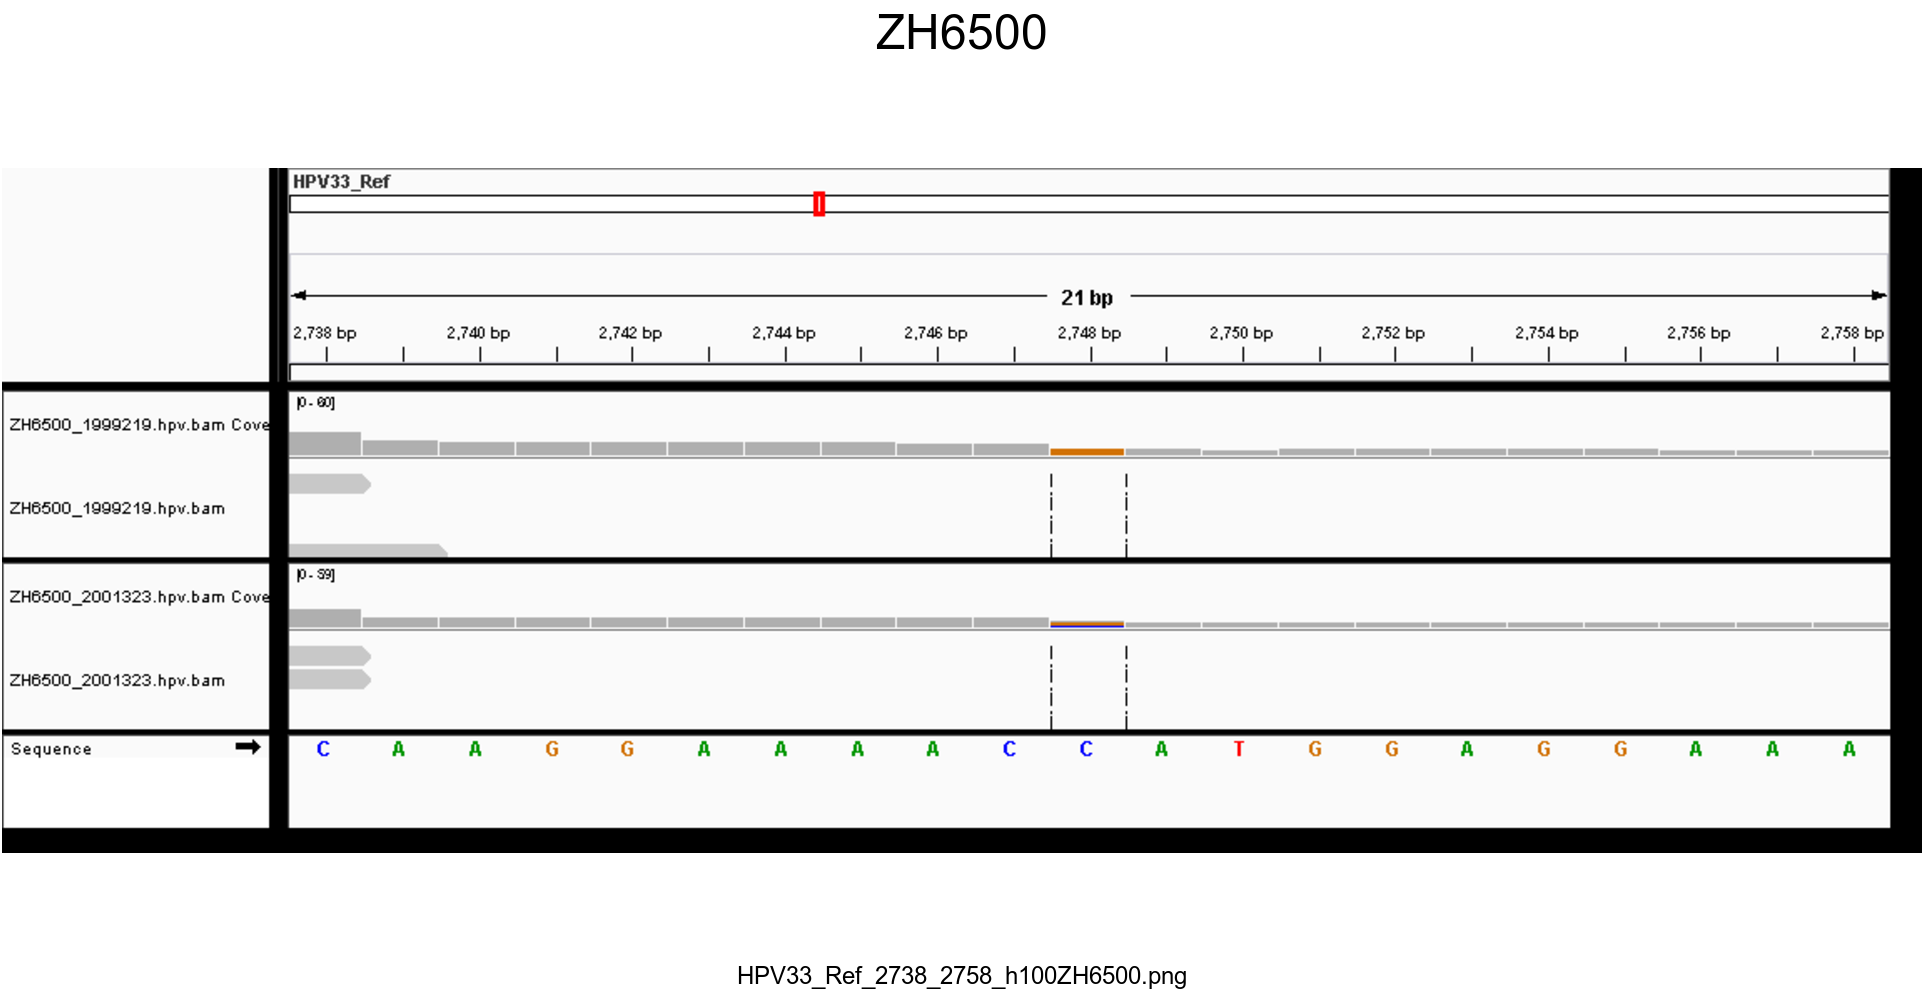 ZH6500
HPV33_Ref
21 bp
2,738 bp 2,740 bp 2,742 bp 2,744 bp 2,746 bp 2,748 bp 2,750 bp 2,752 bp 2,754 bp 2,756 bp 2,758 bp
[0 - 60]
ZH6500_1999219.hpv.bam Cove
ZH6500_1999219.hpv.bam
[0 - 59]
ZH6500_2001323.hpv.bam Cove
ZH6500_2001323.hpv.bam
Sequence C A A G G A A A A C C A T G G A G G A A A
HPV33_Ref_2738_2758_h100ZH6500.png